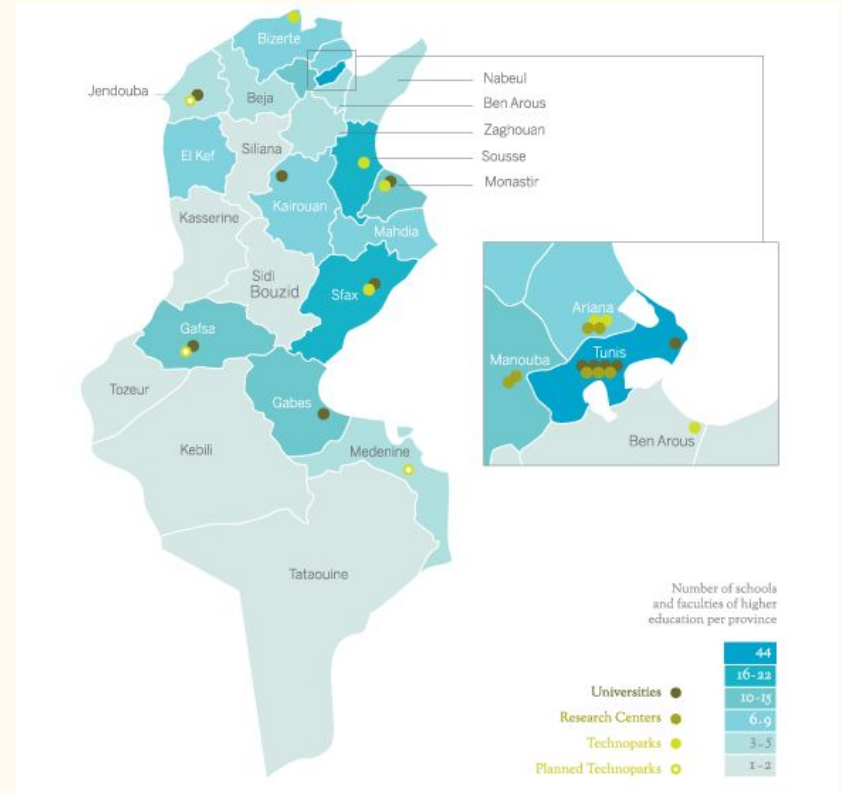 Bizerte
Jendouba
Beja
Nabeul
Ben Arous
Zaghouan
Sousse
Monastir
El Kef
Siliana
Kairouan
Kasserine
Mahdia
Sidi
Bouzid
Sfax
Gafsa
Tozeur
Gabes
Kebili
Medenine
Tataouine
Ariana
Manouba
Tunis
Ben Arous
Number of schools
and faculties of higher
education per province
44
16-22
10-15
6-9
3-5
1-2
Universities
Research Centers
Technoparks
Planned Technoparks